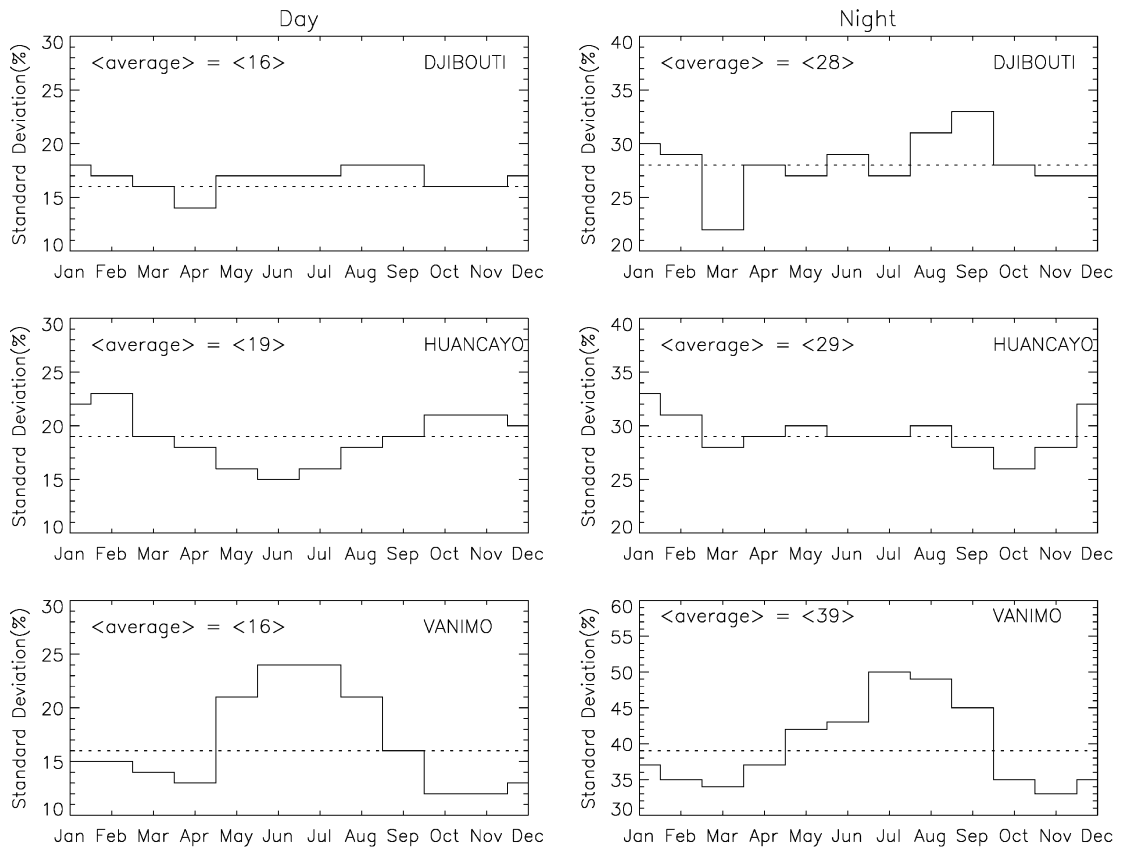 Day
Night
Standard Deviation(%)
30
25
20
15
10
<average> = <16>
DJIBOUTI
Jan Feb Mar Apr May Jun Jul Aug Sep Oct Nov Dec
Standard Deviation(%)
40
35
30
25
20
<average> = <28>
DJIBOUTI
Jan Feb Mar Apr May Jun Jul Aug Sep Oct Nov Dec
Standard Deviation(%)
30
25
20
15
10
<average> = <19>
HUANCAYO
Jan Feb Mar Apr May Jun Jul Aug Sep Oct Nov Dec
Standard Deviation(%)
40
35
30
25
20
<average> = <29>
HUANCAYO
Jan Feb Mar Apr May Jun Jul Aug Sep Oct Nov Dec
Standard Deviation(%)
30
25
20
15
10
<average> = <16>
VANIMO
Jan Feb Mar Apr May Jun Jul Aug Sep Oct Nov Dec
Standard Deviation(%)
60
55
50
45
40
35
30
<average> = <39>
VANIMO
Jan Feb Mar Apr May Jun Jul Aug Sep Oct Nov Dec